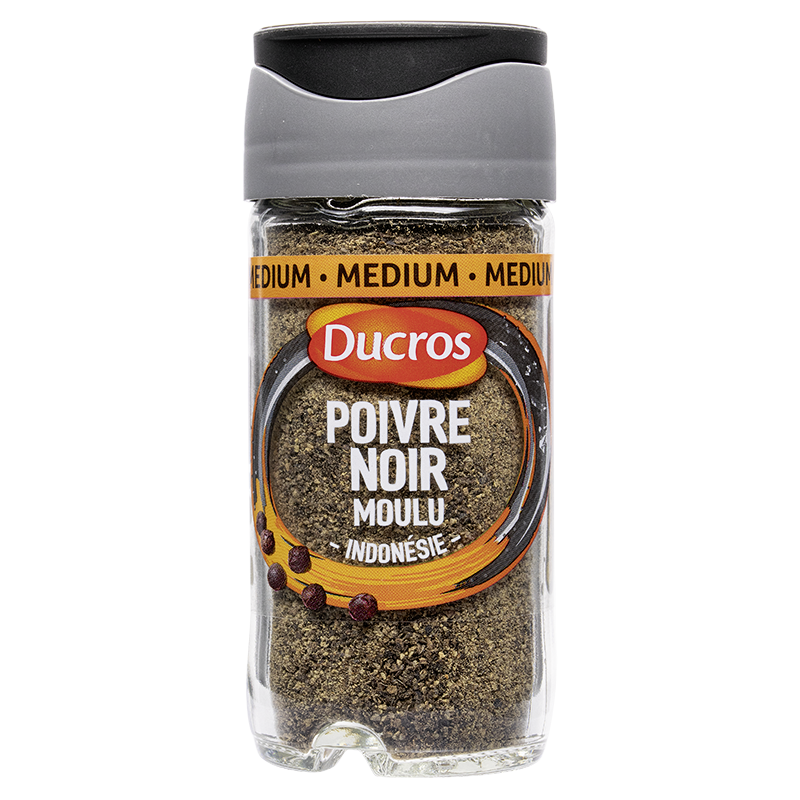 MEDIUM • MEDIUM • MEDIUM
Ducros
POIVRE
NOIR
MOULU
- INDONÉSIE -